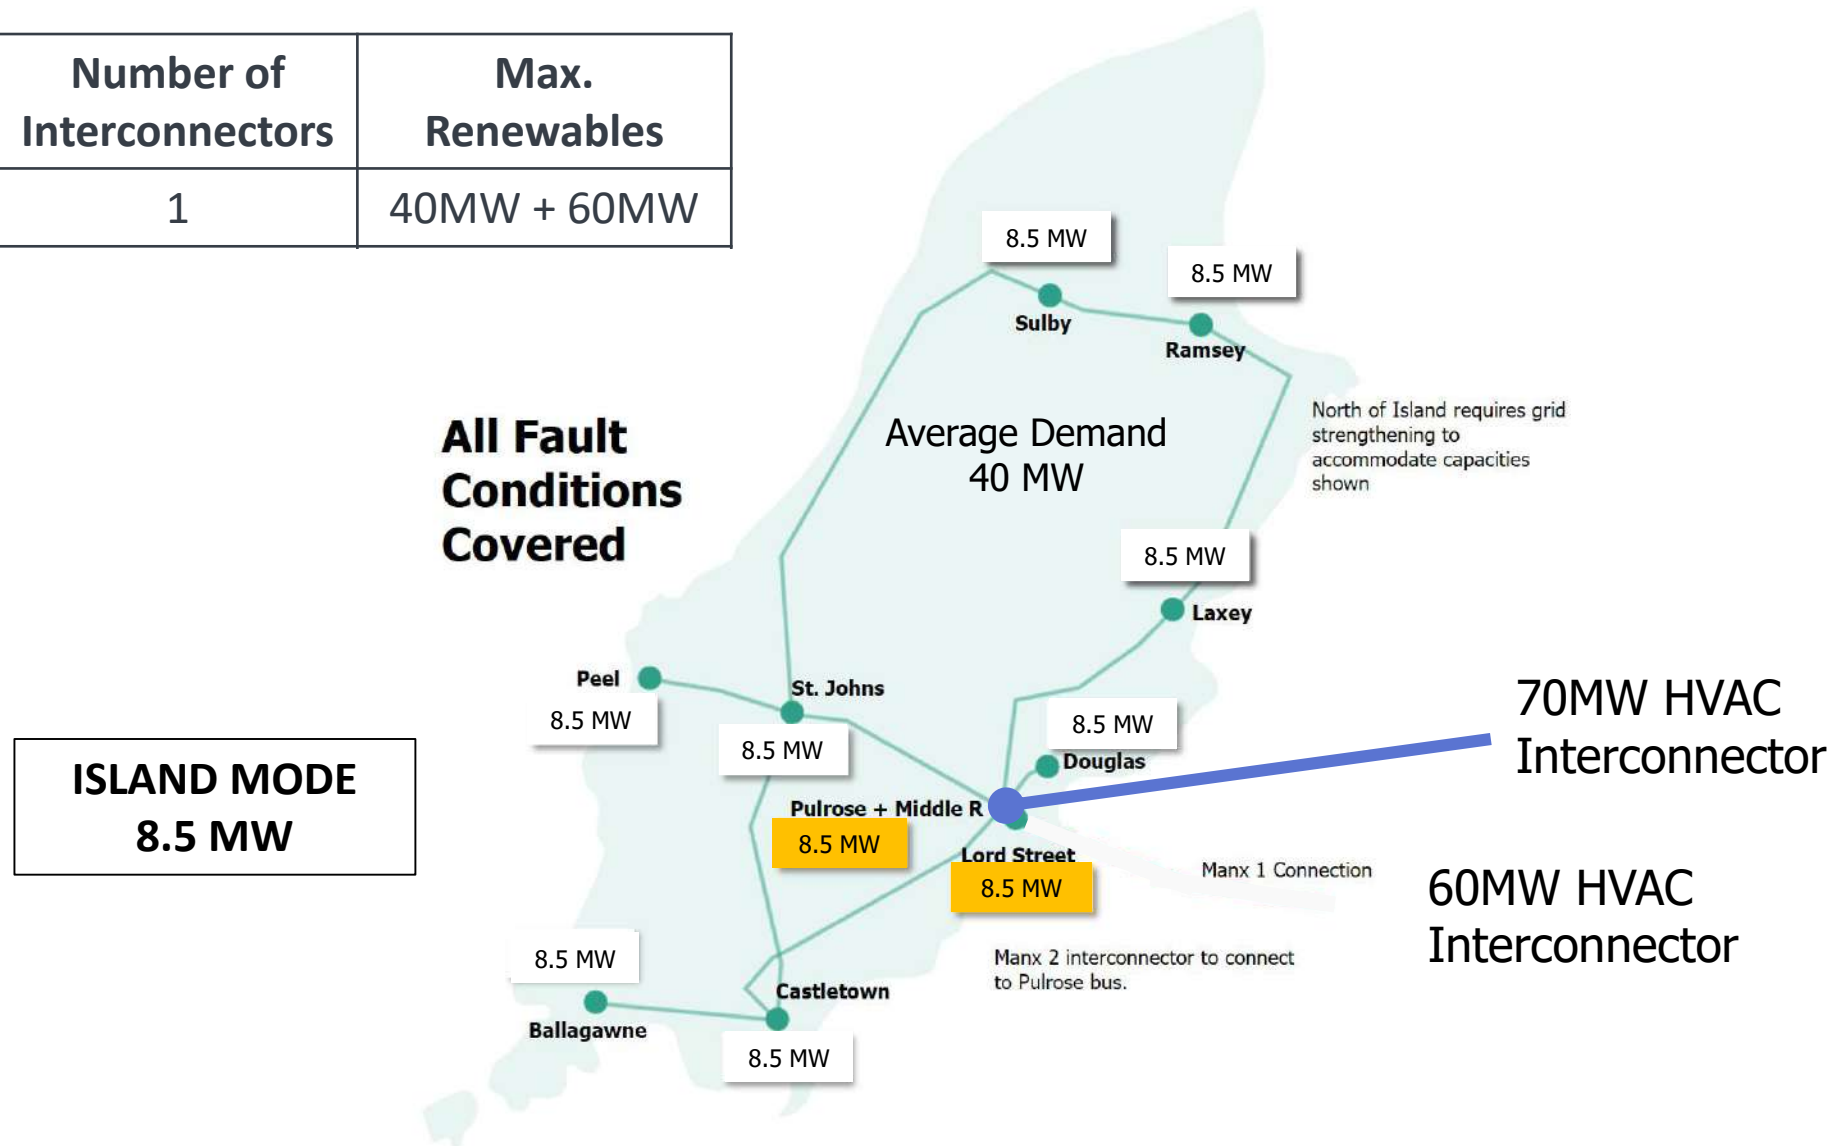 Number of
Interconnectors
Max.
Renewables
1
40MW + 60MW
8.5 MW
Sulby
8.5 MW
Ramsey
All Fault
Conditions
Covered
Average Demand
40 MW
North of Island requires grid
strengthening to
accommodate capacities
shown
8.5 MW
Laxey
Peel
8.5 MW
St. Johns
8.5 MW
8.5 MW
Douglas
70MW HVAC
Interconnector
ISLAND MODE
8.5 MW
Pulrose + Middle R
8.5 MW
Lord Street
8.5 MW
Manx 1 Connection
60MW HVAC
Interconnector
Manx 2 interconnector to connect
to Pulrose bus.
8.5 MW
Ballagawne
Castletown
8.5 MW